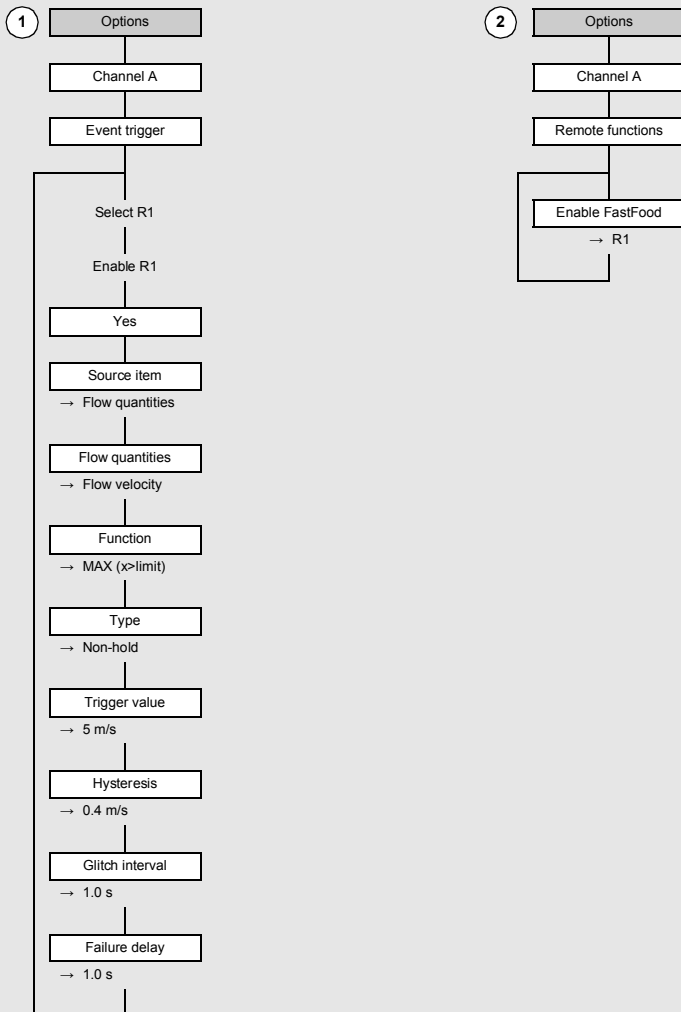 1
Options
Channel A
Event trigger
Select R1
Enable R1
Yes
Source item
→ Flow quantities
Flow quantities
→ Flow velocity
Function
→ MAX (x>limit)
Type
→ Non-hold
Trigger value
→ 5 m/s
Hysteresis
→ 0.4 m/s
Glitch interval
→ 1.0 s
Failure delay
→ 1.0 s
2
Options
Channel A
Remote functions
Enable FastFood
→ R1